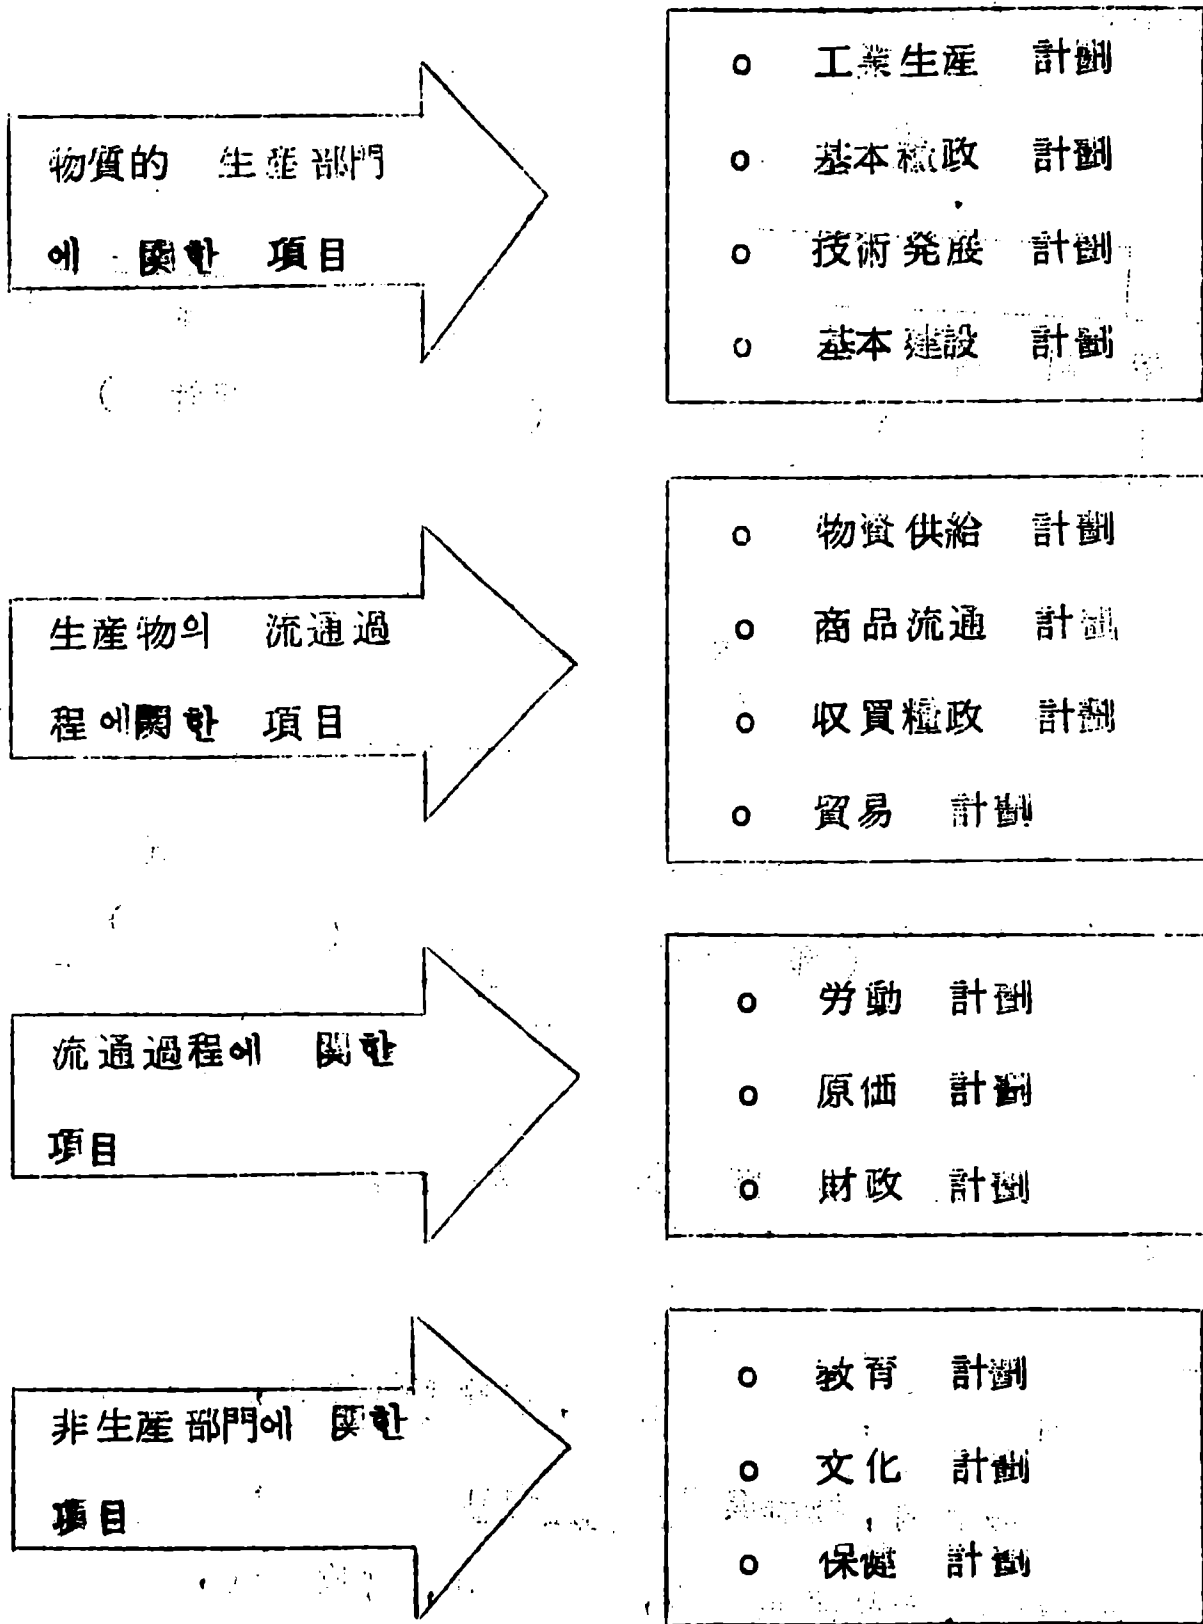 物質的 生産部門
에 関한 項目
o 工業生産 計劃
o 基本糧政 計劃
o 技術発展 計劃
o 基本建設 計劃
生産物의 流通過
程에関한 項目
o 物資供給 計劃
o 商品流通 計劃
o 収買糧政 計劃
o 貿易 計劃
流通過程에 関한
項目
o 労動 計劃
o 原価 計劃
o 財政 計劃
非生産部門에 関한
項目
o 教育 計劃
o 文化 計劃
o 保健 計劃